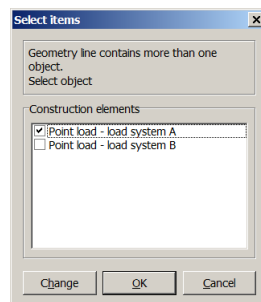 Select items
Geometry line contains more than one
object.
Select object
Construction elements
Point load - load system A
Point load - load system B
Change
OK
Cancel